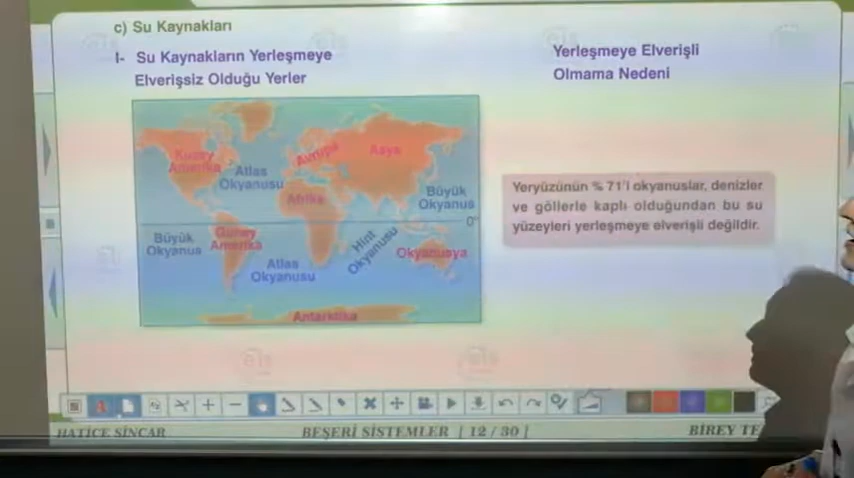 c) Su Kaynakları
I- Su Kaynakların Yerleşmeye
Elverişsiz Olduğu Yerler
Yerleşmeye Elverişli
Olmama Nedeni
Kuzey
Amerika
Atlas
Okyanusu
Avrupa
Asya
Afrika
Büyük
Okyanus
0°
Büyük
Okyanus
Güney
Amerika
Atlas
Okyanusu
Hint
Okyanusu
Okyanusya
Antarktika
Yeryüzünün % 71'i okyanuslar, denizler
ve göllerle kaplı olduğundan bu su
yüzeyleri yerleşmeye elverişli değildir.
HATİCE SİNCAR
BEŞERİ SİSTEMLER [ 12 / 30 ]
BİREY TE